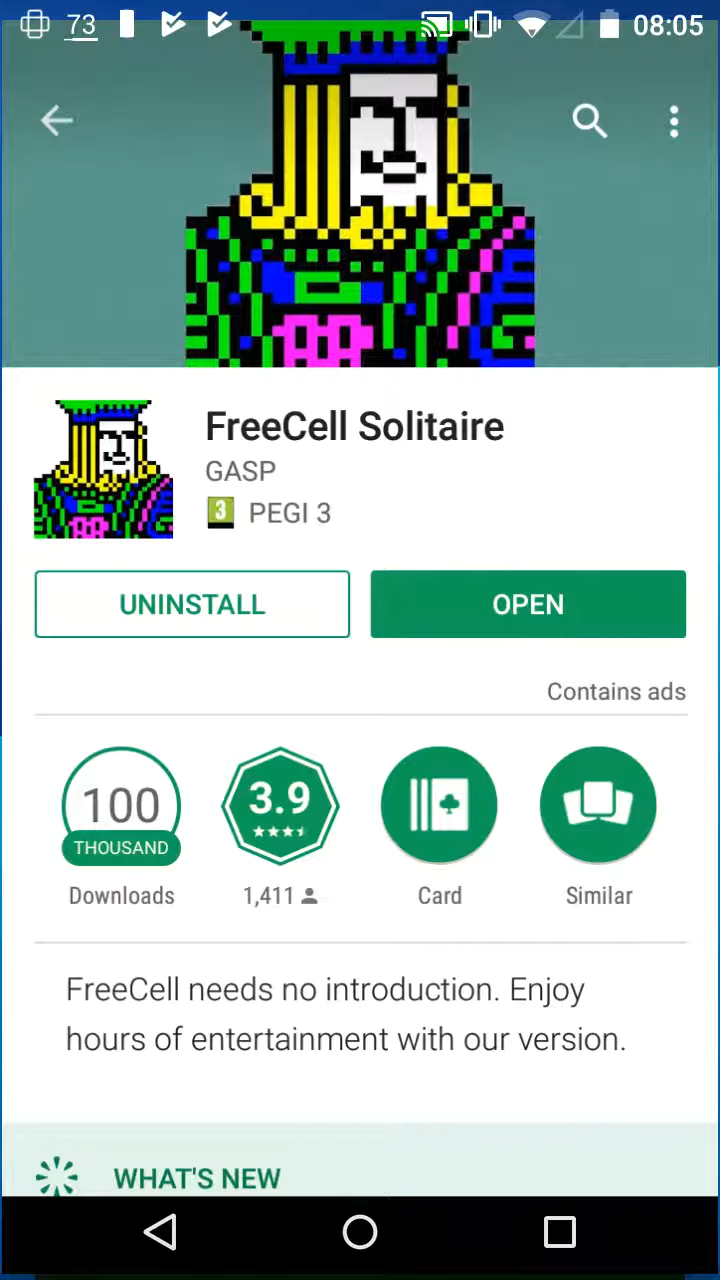 73 08:05
FreeCell Solitaire
GASP
3 PEGI 3
UNINSTALL OPEN
Contains ads
100 3.9
THOUSAND
Downloads 1,411 Card Similar
FreeCell needs no introduction. Enjoy
hours of entertainment with our version.
WHAT'S NEW